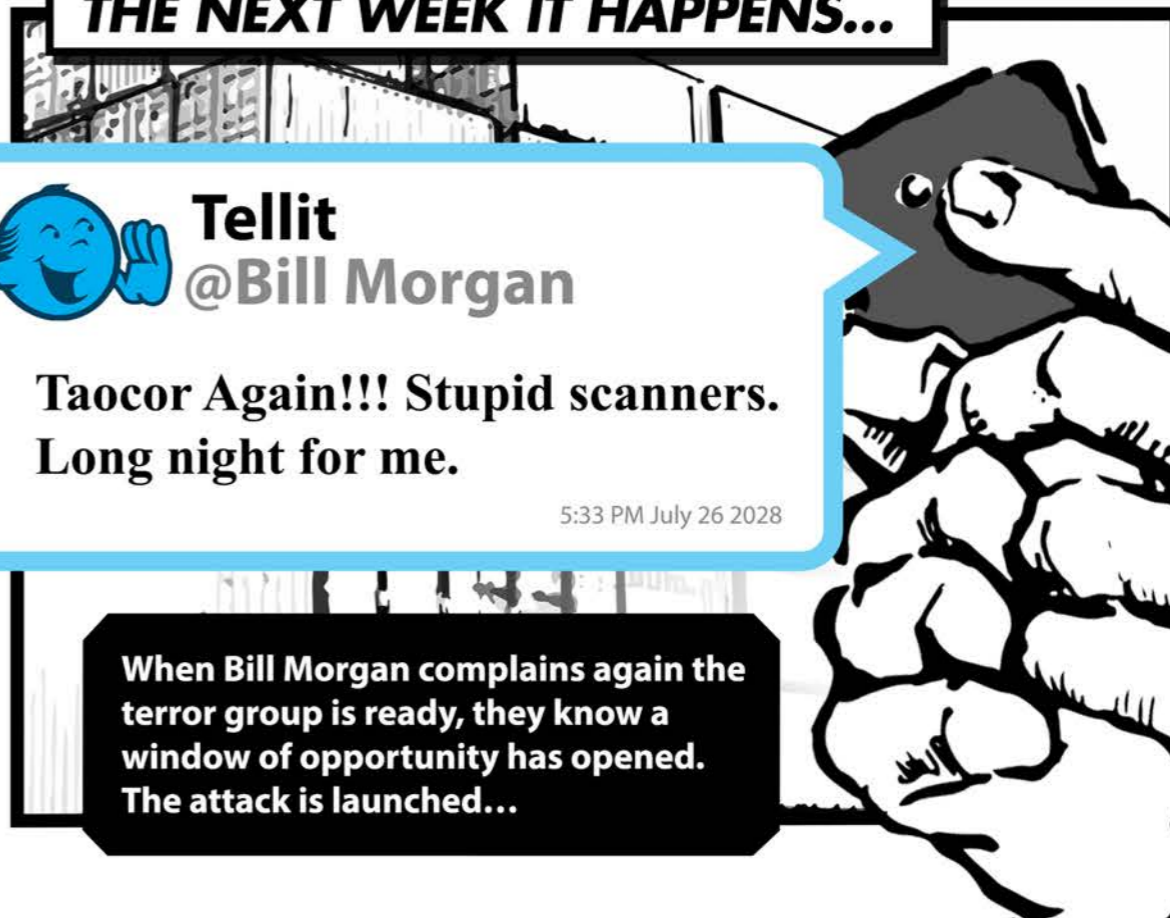 THE NEXT WEEK IT HAPPENS...
Tellit
@Bill Morgan
Taocor Again!!! Stupid scanners.
Long night for me.
5:33 PM July 26 2028
When Bill Morgan complains again the
terror group is ready, they know a
window of opportunity has opened.
The attack is launched...